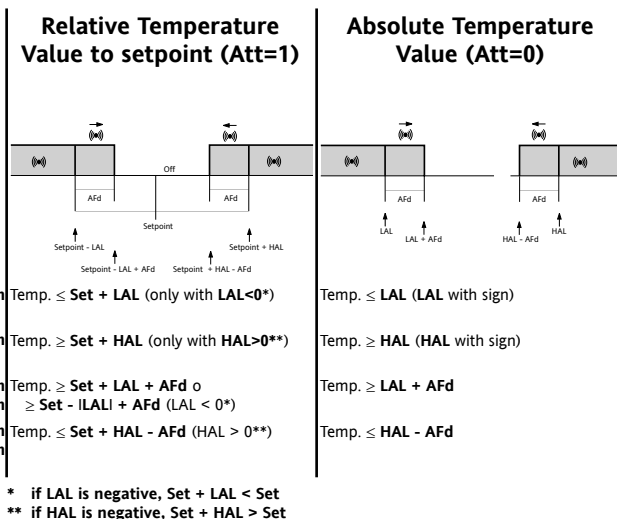 Relative Temperature
Value to setpoint (Att=1)
Absolute Temperature
Value (Att=0)
Off
AFd
AFd
Setpoint
Setpoint - LAL
Setpoint + HAL
Setpoint - LAL + AFd
Setpoint + HAL - AFd
AFd
AFd
LAL
LAL + AFd
HAL - AFd
HAL
n Temp. ≤ Set + LAL (only with LAL<0*)
Temp. ≤ LAL (LAL with sign)
n Temp. ≥ Set + HAL (only with HAL>0**)
Temp. ≥ HAL (HAL with sign)
n Temp. ≥ Set + LAL + AFd o
n ≥ Set - |LAL| + AFd (LAL < 0*)
Temp. ≥ LAL + AFd
n Temp. ≤ Set + HAL - AFd (HAL > 0**)
n
Temp. ≤ HAL - AFd
* if LAL is negative, Set + LAL < Set
** if HAL is negative, Set + HAL > Set